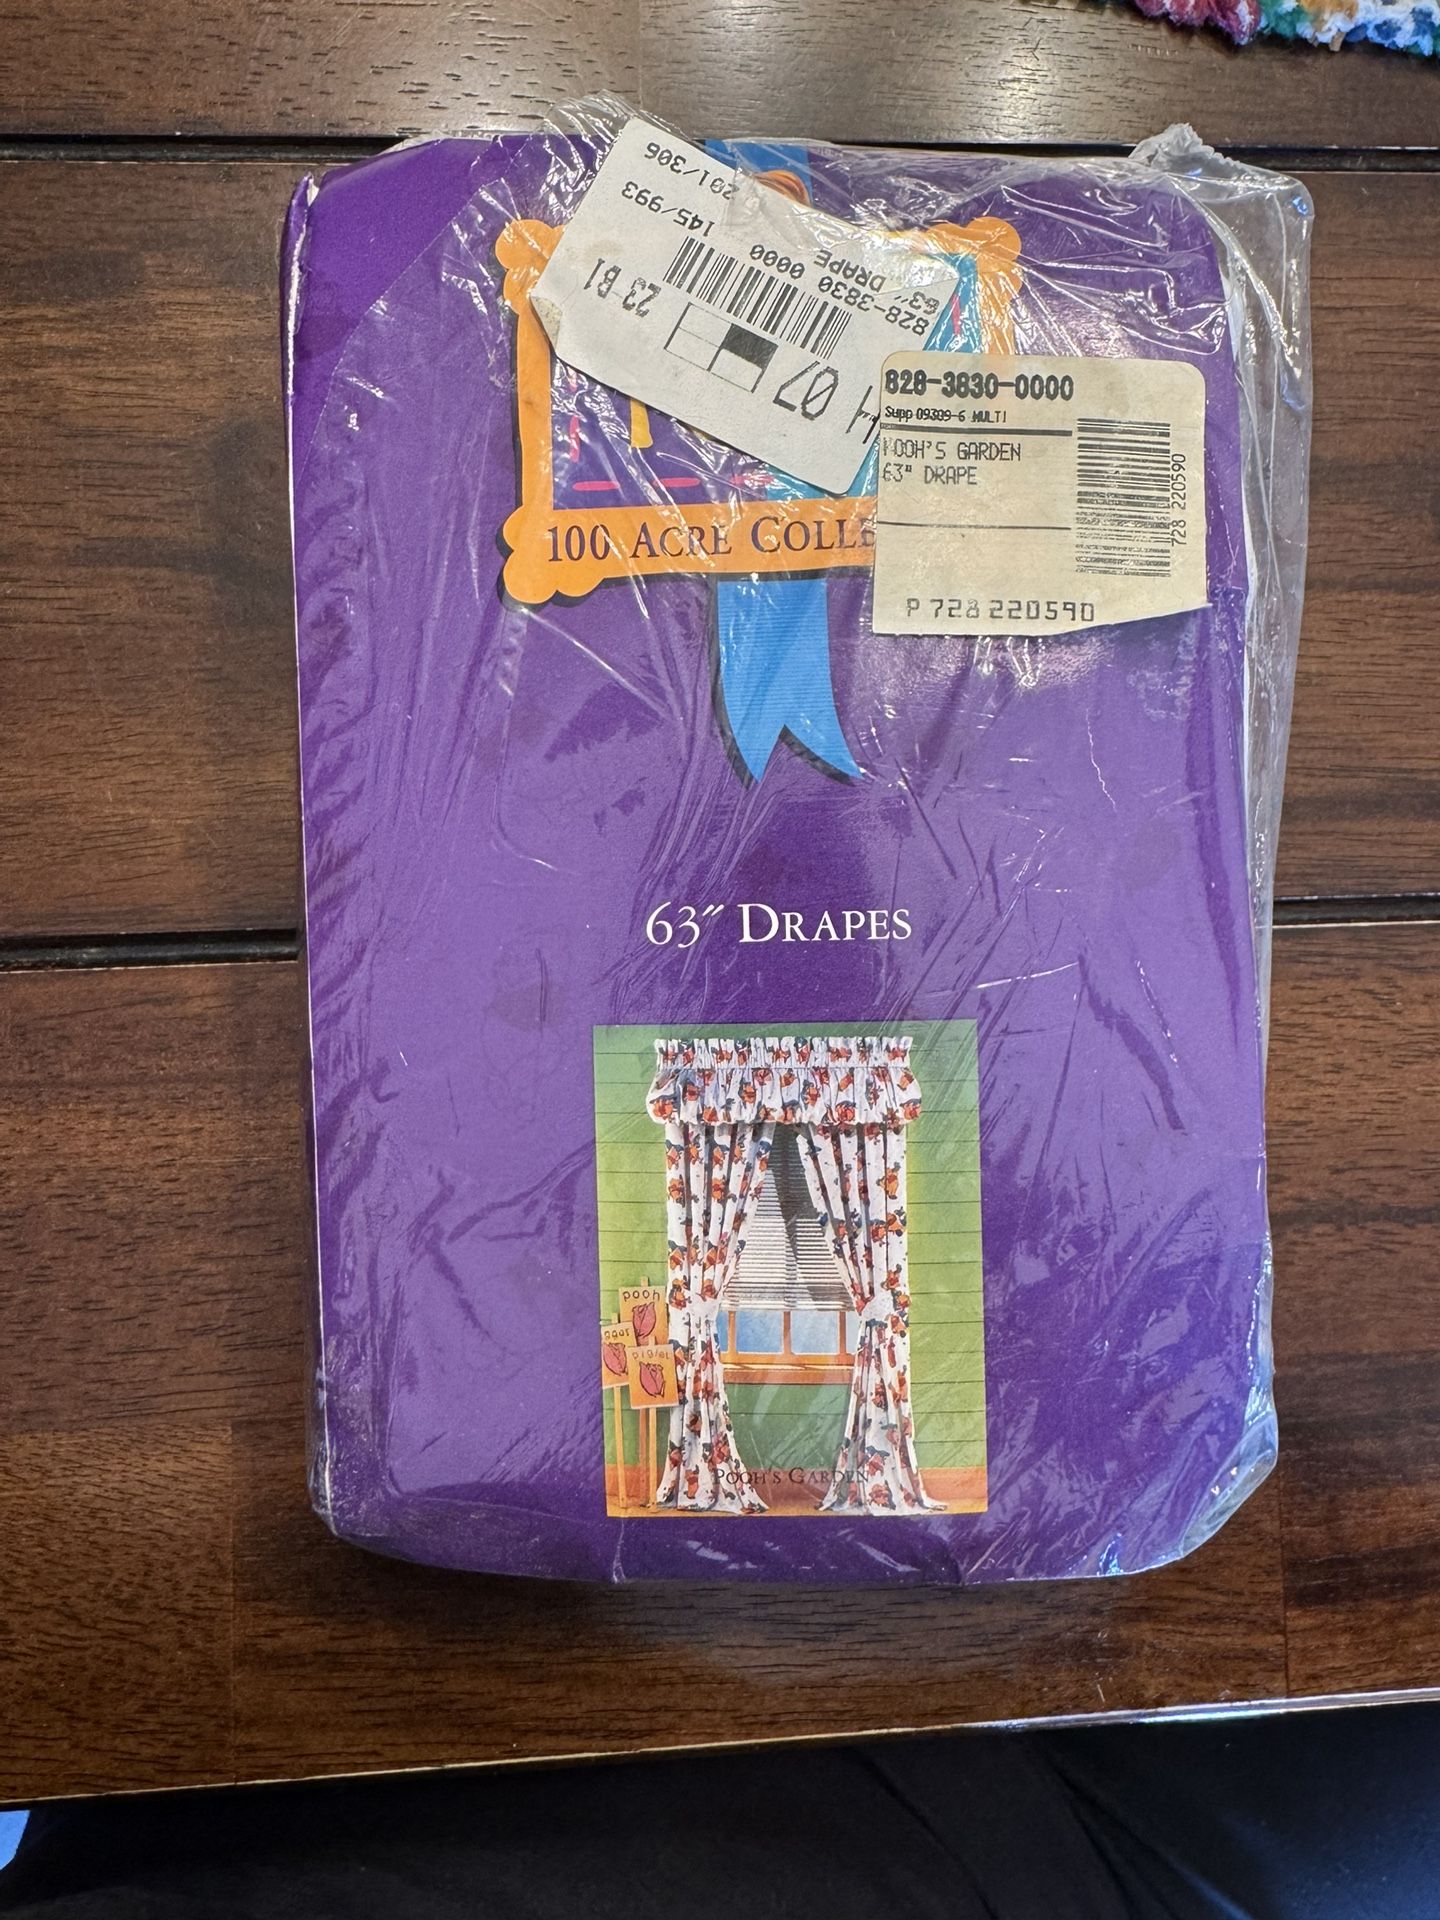 201/306
145/993
828-3830 0000
63" DRAPE
23 B1
H 07
828-3830-0000
Supp 09309-6 MULTI
POOH'S GARDEN
63" DRAPE
728 220590
P 728 220590
100 ACRE COLLE
63" DRAPES
pooh
piglet
POOH'S GARDEN